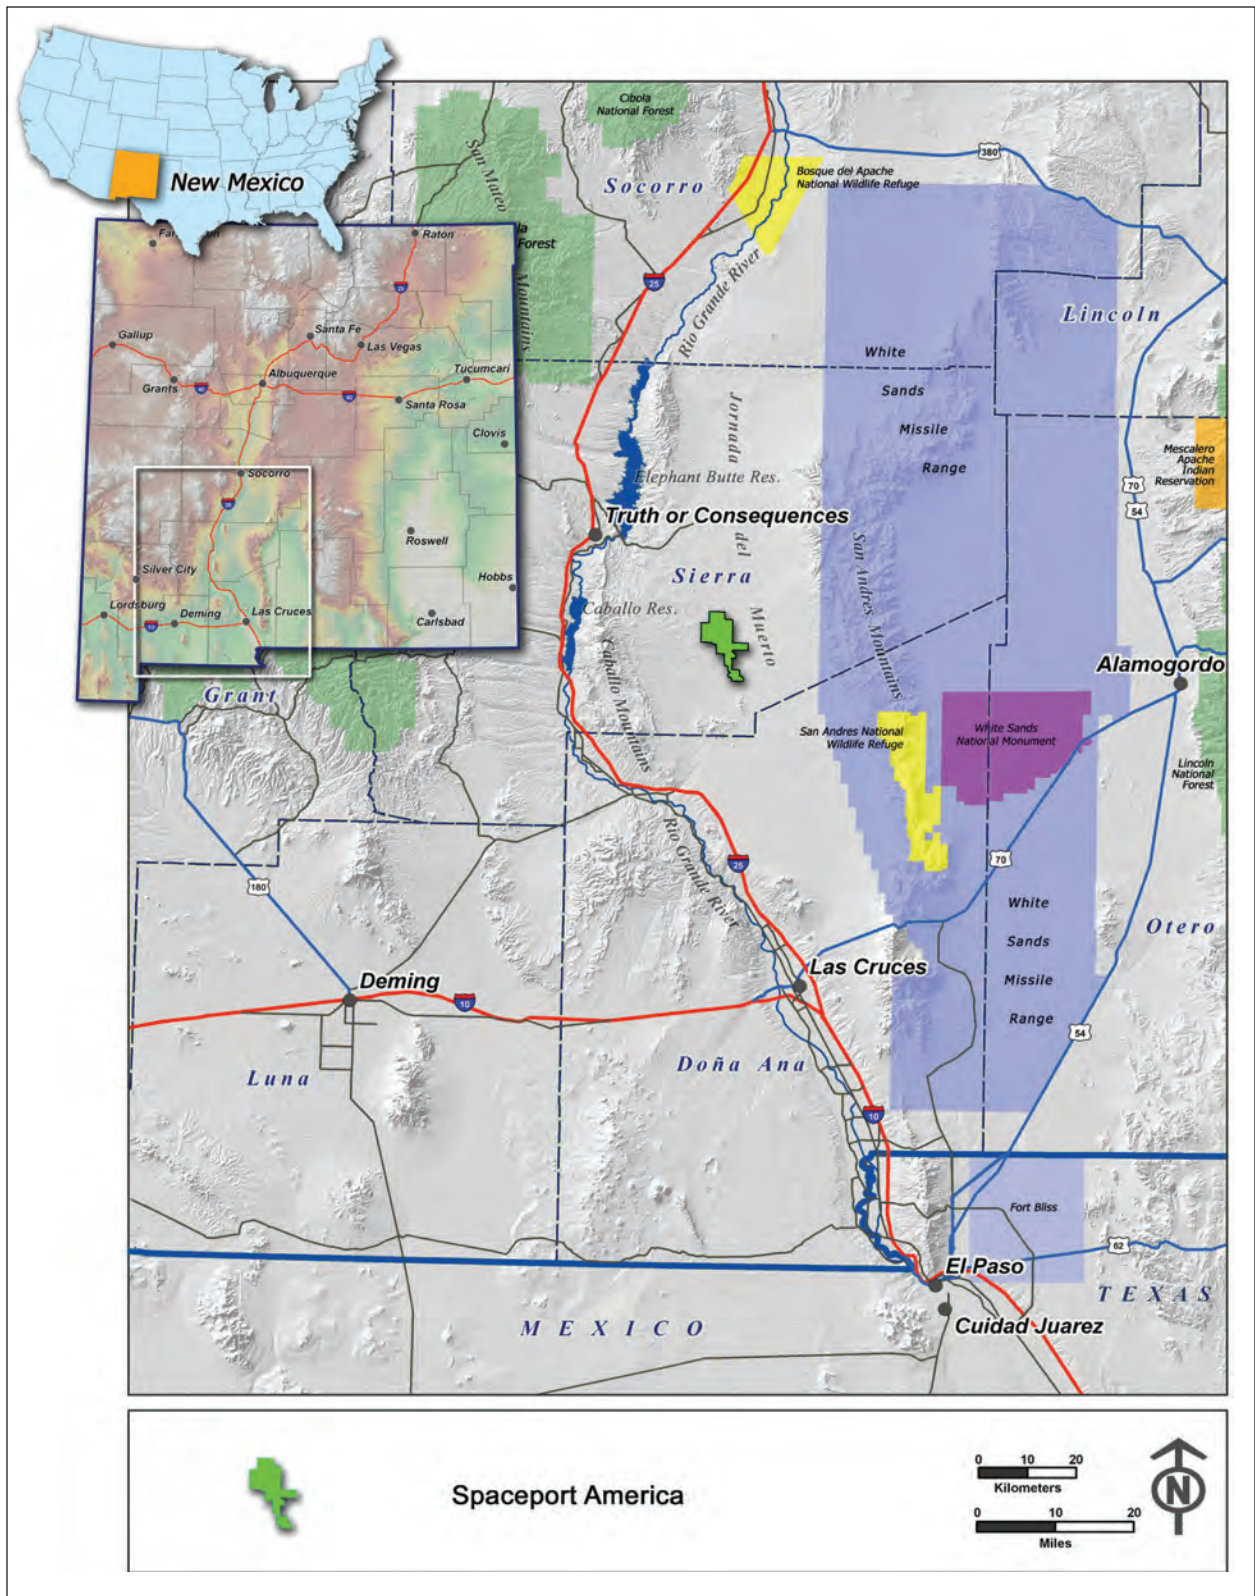 New Mexico
Raton
25
Gallup
Santa Fe
Las Vegas
Grants
40
Albuquerque
40
Tucumcari
Santa Rosa
Clovis
Socorro
25
Roswell
Silver City
Hobbs
Lordsburg
Deming
Las Cruces
Carlsbad
10
Cibola
National Forest
San Mateo
Mountains
Forest
Socorro
Bosque del Apache
National Wildlife Refuge
380
25
Rio Grande River
Lincoln
White
Sands
Missile
Range
Jornada
del
Muerto
Mescalero
Apache
Indian
Reservation
Elephant Butte Res.
70
54
Truth or Consequences
San Andres Mountains
Sierra
Caballo Res.
Caballo Mountains
Alamogordo
Grant
San Andres National
Wildlife Refuge
White Sands
National Monument
Lincoln
National
Forest
Rio Grande River
25
70
180
White
Sands
Missile
Range
Otero
Deming
Las Cruces
10
54
Luna
Doña Ana
10
Fort Bliss
62
El Paso
TEXAS
MEXICO
Cuidad Juarez
Spaceport America
0 10 20
Kilometers
0 10 20
Miles
N